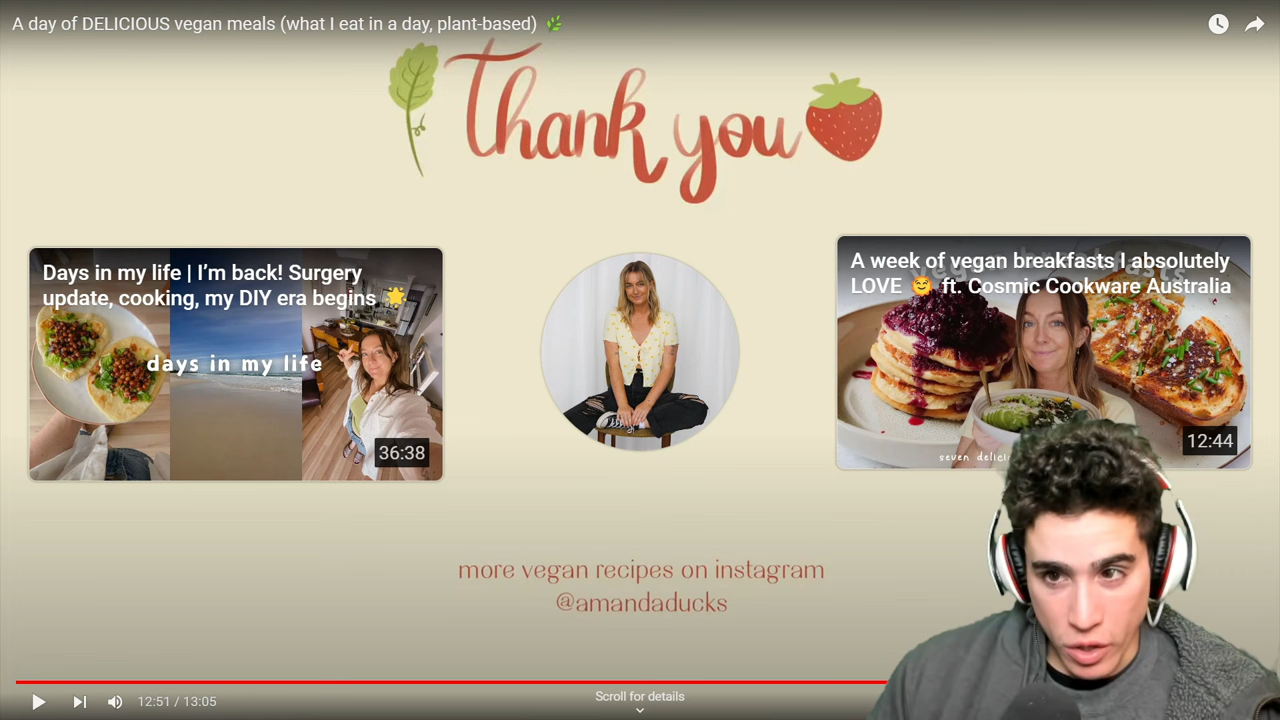 A day of DELICIOUS vegan meals (what I eat in a day, plant-based) 🌿
Thank you
Days in my life | I’m back! Surgery
update, cooking, my DIY era begins 🌟
days in my life
36:38
A week of vegan breakfasts I absolutely
LOVE 😊 ft. Cosmic Cookware Australia
12:44
seven
more vegan recipes on instagram
@amandaducks
12:51 / 13:05
Scroll for details